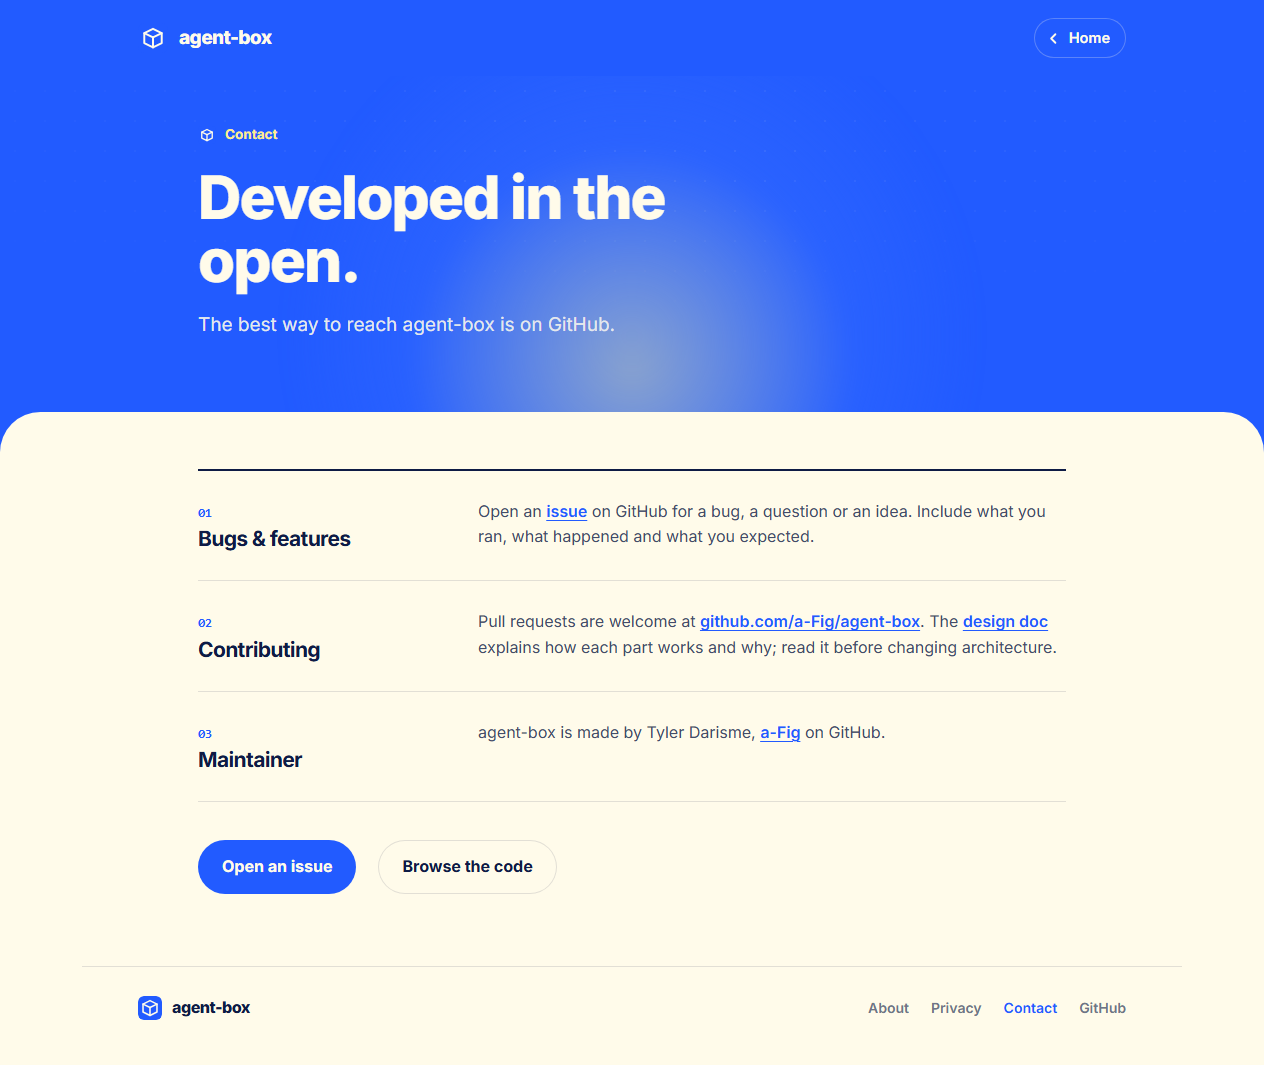 agent-box
Home
Contact
Developed in the
open.
The best way to reach agent-box is on GitHub.
01
Bugs & features
Open an issue on GitHub for a bug, a question or an idea. Include what you
ran, what happened and what you expected.
02
Contributing
Pull requests are welcome at github.com/a-Fig/agent-box. The design doc
explains how each part works and why; read it before changing architecture.
03
Maintainer
agent-box is made by Tyler Darisme, a-Fig on GitHub.
Open an issue
Browse the code
agent-box
About
Privacy
Contact
GitHub